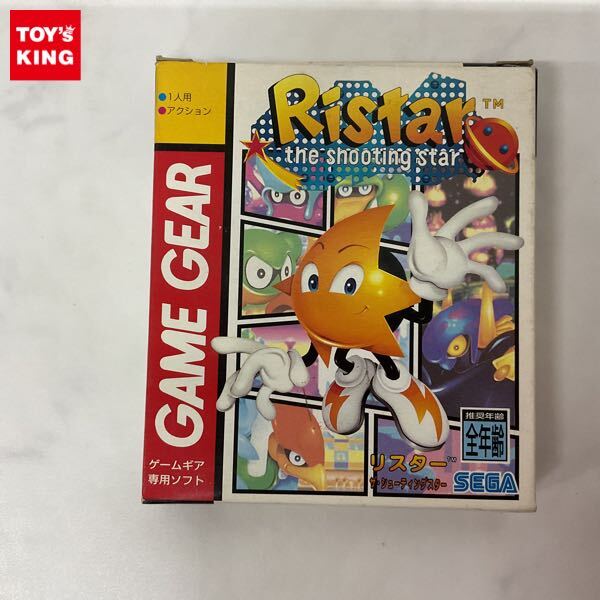 TOY'S
KING
●1人用
●アクション
GAME GEAR
ゲームギア
専用ソフト
Ristar™
the shooting star
推奨年齢
全年齢
リスター™
ザ・シューティングスター
SEGA